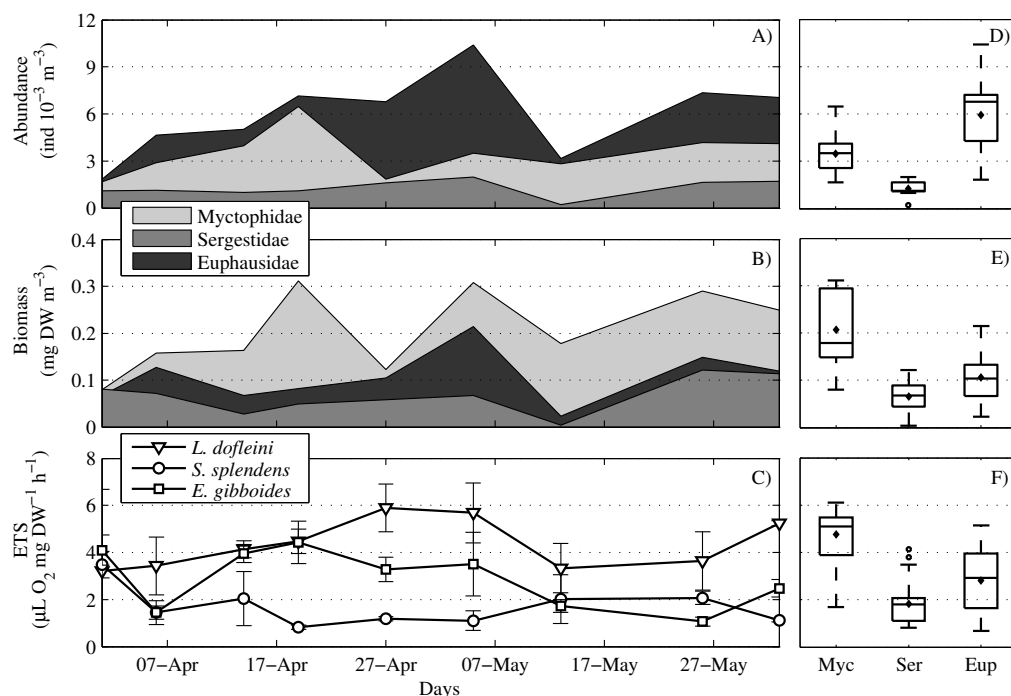 12
9
6
3
0
Abundance
(ind 10⁻³ m⁻³)
A)
D)
Myctophidae
Sergestidae
Euphausidae
0.4
0.3
0.2
0.1
0
Biomass
(mg DW m⁻³)
B)
E)
L. dofleini
S. splendens
E. gibboides
8
6
4
2
0
ETS
(µL O₂ mg DW⁻¹ h⁻¹)
C)
F)
07−Apr 17−Apr 27−Apr 07−May 17−May 27−May
Days
Myc Ser Eup